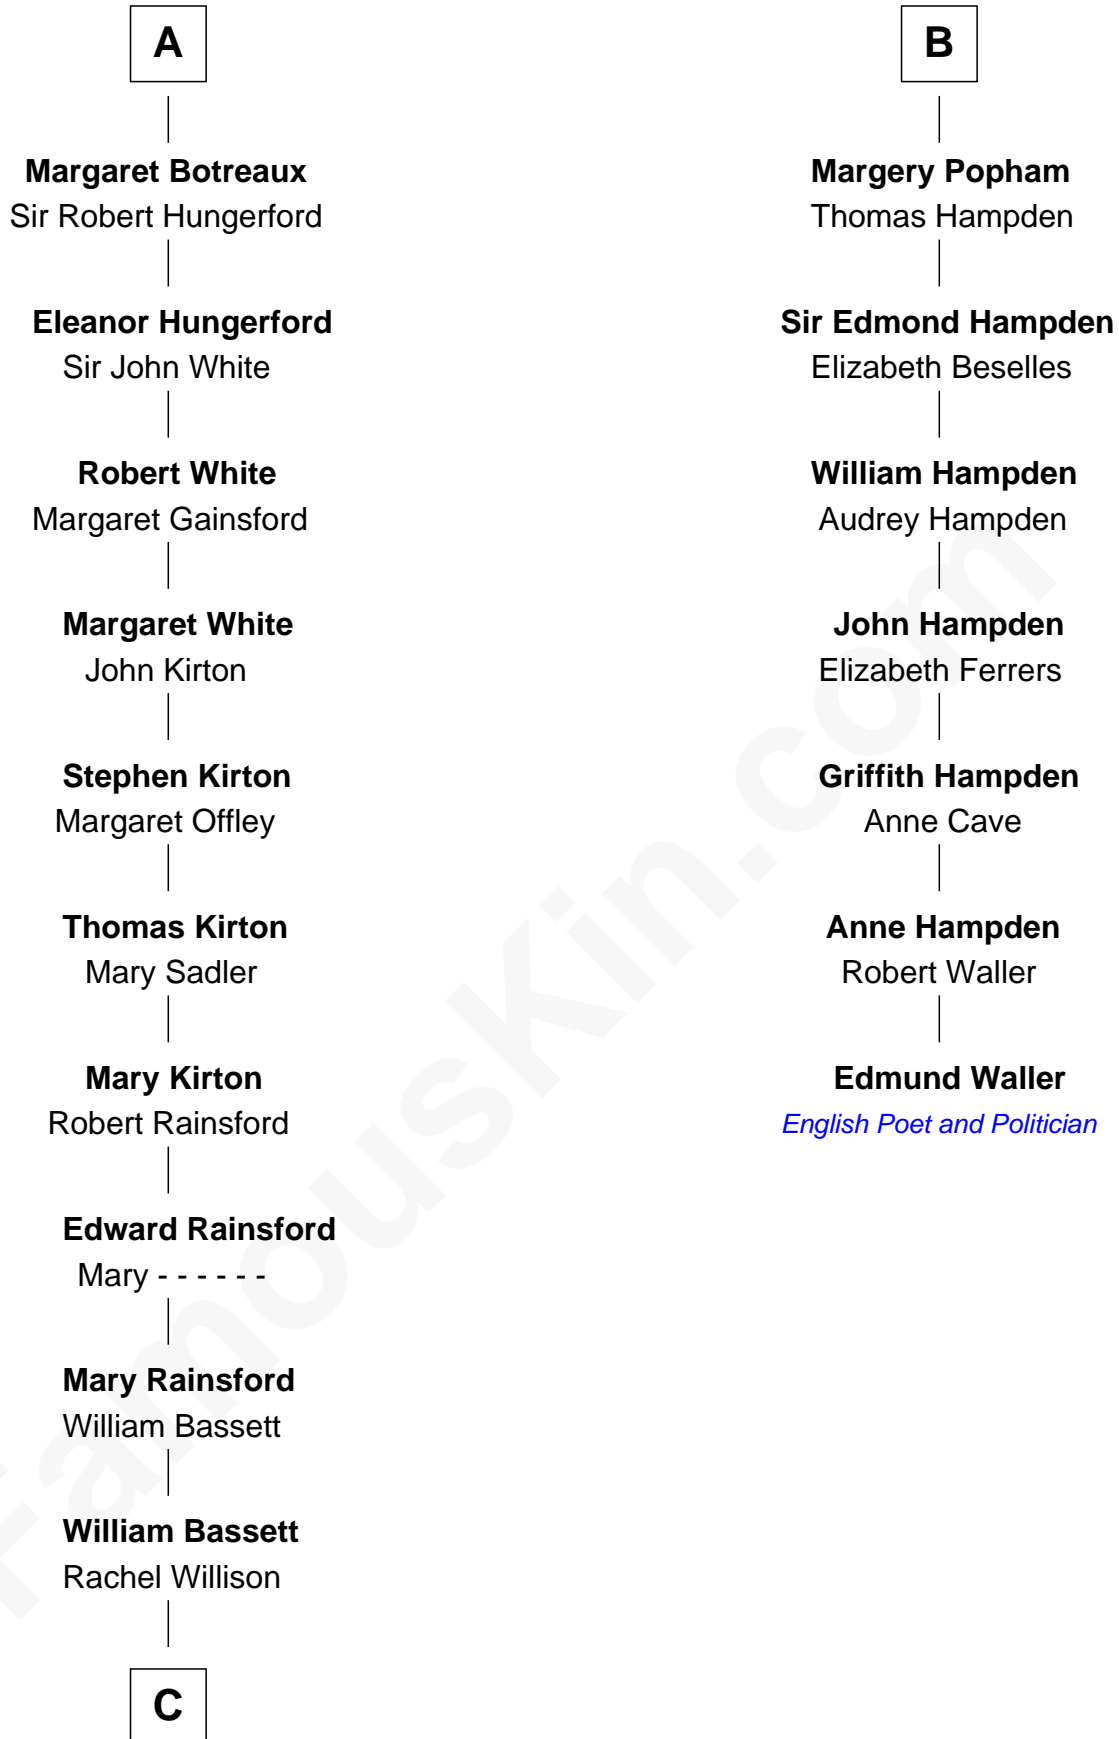 A
Margaret Botreaux
Sir Robert Hungerford
Eleanor Hungerford
Sir John White
Robert White
Margaret Gainsford
Margaret White
John Kirton
Stephen Kirton
Margaret Offley
Thomas Kirton
Mary Sadler
Mary Kirton
Robert Rainsford
Edward Rainsford
Mary - - - - - -
Mary Rainsford
William Bassett
William Bassett
Rachel Willison
C
B
Margery Popham
Thomas Hampden
Sir Edmond Hampden
Elizabeth Beselles
William Hampden
Audrey Hampden
John Hampden
Elizabeth Ferrers
Griffith Hampden
Anne Cave
Anne Hampden
Robert Waller
Edmund Waller
English Poet and Politician
FamousKin.com